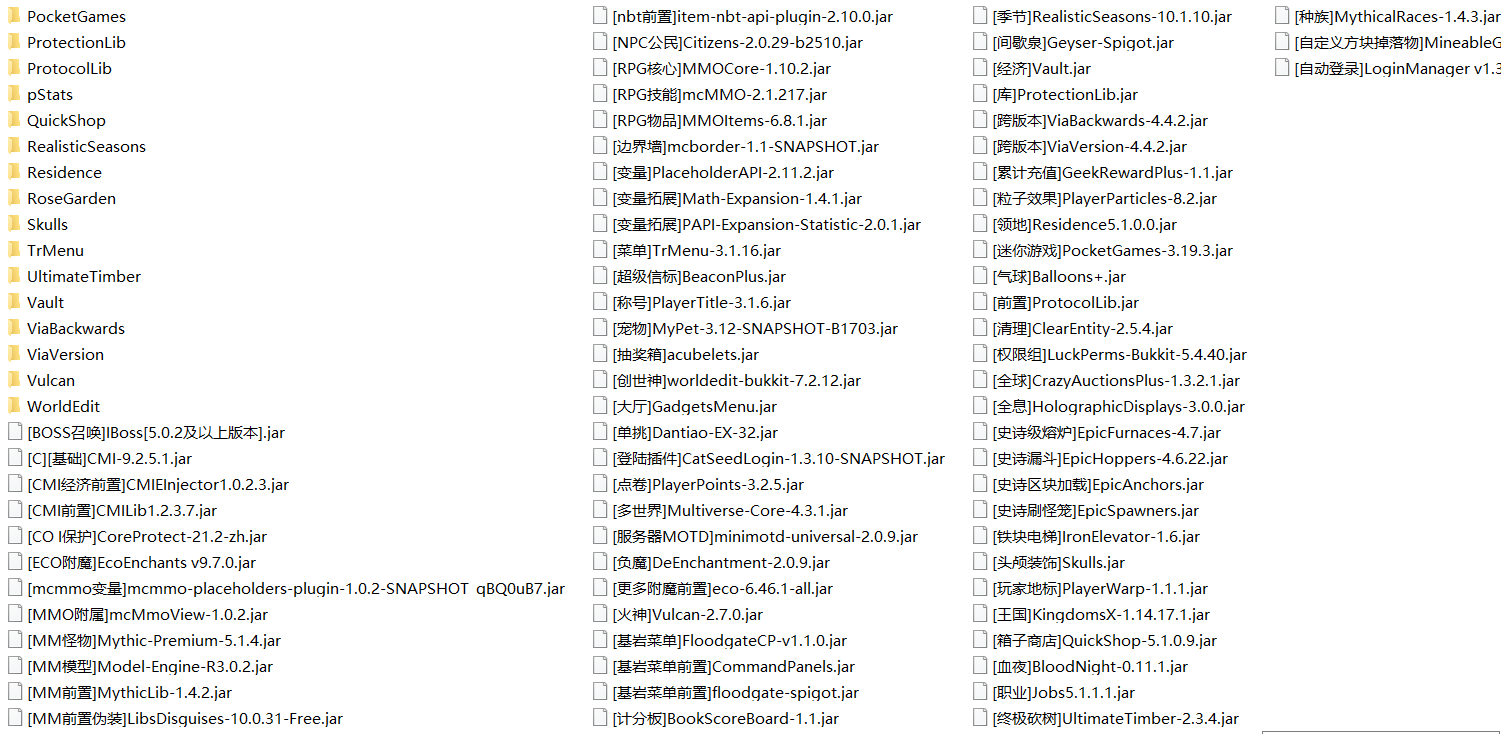 PocketGames
ProtectionLib
ProtocolLib
pStats
QuickShop
RealisticSeasons
Residence
RoseGarden
Skulls
TrMenu
UltimateTimber
Vault
ViaBackwards
ViaVersion
Vulcan
WorldEdit
[BOSS召唤]IBoss[5.0.2及以上版本].jar
[C][基础]CMI-9.2.5.1.jar
[CMI经济前置]CMIEInjector1.0.2.3.jar
[CMI前置]CMILib1.2.3.7.jar
[CO I保护]CoreProtect-21.2-zh.jar
[ECO附魔]EcoEnchants v9.7.0.jar
[mcmmo变量]mcmmo-placeholders-plugin-1.0.2-SNAPSHOT_qBQ0uB7.jar
[MMO附属]mcMmoView-1.0.2.jar
[MM怪物]Mythic-Premium-5.1.4.jar
[MM模型]Model-Engine-R3.0.2.jar
[MM前置]MythicLib-1.4.2.jar
[MM前置伪装]LibsDisguises-10.0.31-Free.jar
[nbt前置]item-nbt-api-plugin-2.10.0.jar
[NPC公民]Citizens-2.0.29-b2510.jar
[RPG核心]MMOCore-1.10.2.jar
[RPG技能]mcMMO-2.1.217.jar
[RPG物品]MMOItems-6.8.1.jar
[边界墙]mcborder-1.1-SNAPSHOT.jar
[变量]PlaceholderAPI-2.11.2.jar
[变量拓展]Math-Expansion-1.4.1.jar
[变量拓展]PAPI-Expansion-Statistic-2.0.1.jar
[菜单]TrMenu-3.1.16.jar
[超级信标]BeaconPlus.jar
[称号]PlayerTitle-3.1.6.jar
[宠物]MyPet-3.12-SNAPSHOT-B1703.jar
[抽奖箱]acubelets.jar
[创世神]worldedit-bukkit-7.2.12.jar
[大厅]GadgetsMenu.jar
[单挑]Dantiao-EX-32.jar
[登陆插件]CatSeedLogin-1.3.10-SNAPSHOT.jar
[点卷]PlayerPoints-3.2.5.jar
[多世界]Multiverse-Core-4.3.1.jar
[服务器MOTD]minimotd-universal-2.0.9.jar
[负魔]DeEnchantment-2.0.9.jar
[更多附魔前置]eco-6.46.1-all.jar
[火神]Vulcan-2.7.0.jar
[基岩菜单]FloodgateCP-v1.1.0.jar
[基岩菜单前置]CommandPanels.jar
[基岩菜单前置]floodgate-spigot.jar
[计分板]BookScoreBoard-1.1.jar
[季节]RealisticSeasons-10.1.10.jar
[间歇泉]Geyser-Spigot.jar
[经济]Vault.jar
[库]ProtectionLib.jar
[跨版本]ViaBackwards-4.4.2.jar
[跨版本]ViaVersion-4.4.2.jar
[累计充值]GeekRewardPlus-1.1.jar
[粒子效果]PlayerParticles-8.2.jar
[领地]Residence5.1.0.0.jar
[迷你游戏]PocketGames-3.19.3.jar
[气球]Balloons+.jar
[前置]ProtocolLib.jar
[清理]ClearEntity-2.5.4.jar
[权限组]LuckPerms-Bukkit-5.4.40.jar
[全球]CrazyAuctionsPlus-1.3.2.1.jar
[全息]HolographicDisplays-3.0.0.jar
[史诗级熔炉]EpicFurnaces-4.7.jar
[史诗漏斗]EpicHoppers-4.6.22.jar
[史诗区块加载]EpicAnchors.jar
[史诗刷怪笼]EpicSpawners.jar
[铁块电梯]IronElevator-1.6.jar
[头颅装饰]Skulls.jar
[玩家地标]PlayerWarp-1.1.1.jar
[王国]KingdomsX-1.14.17.1.jar
[箱子商店]QuickShop-5.1.0.9.jar
[血夜]BloodNight-0.11.1.jar
[职业]Jobs5.1.1.1.jar
[终极砍树]UltimateTimber-2.3.4.jar
[种族]MythicalRaces-1.4.3.jar
[自定义方块掉落物]MineableG
[自动登录]LoginManager v1.3